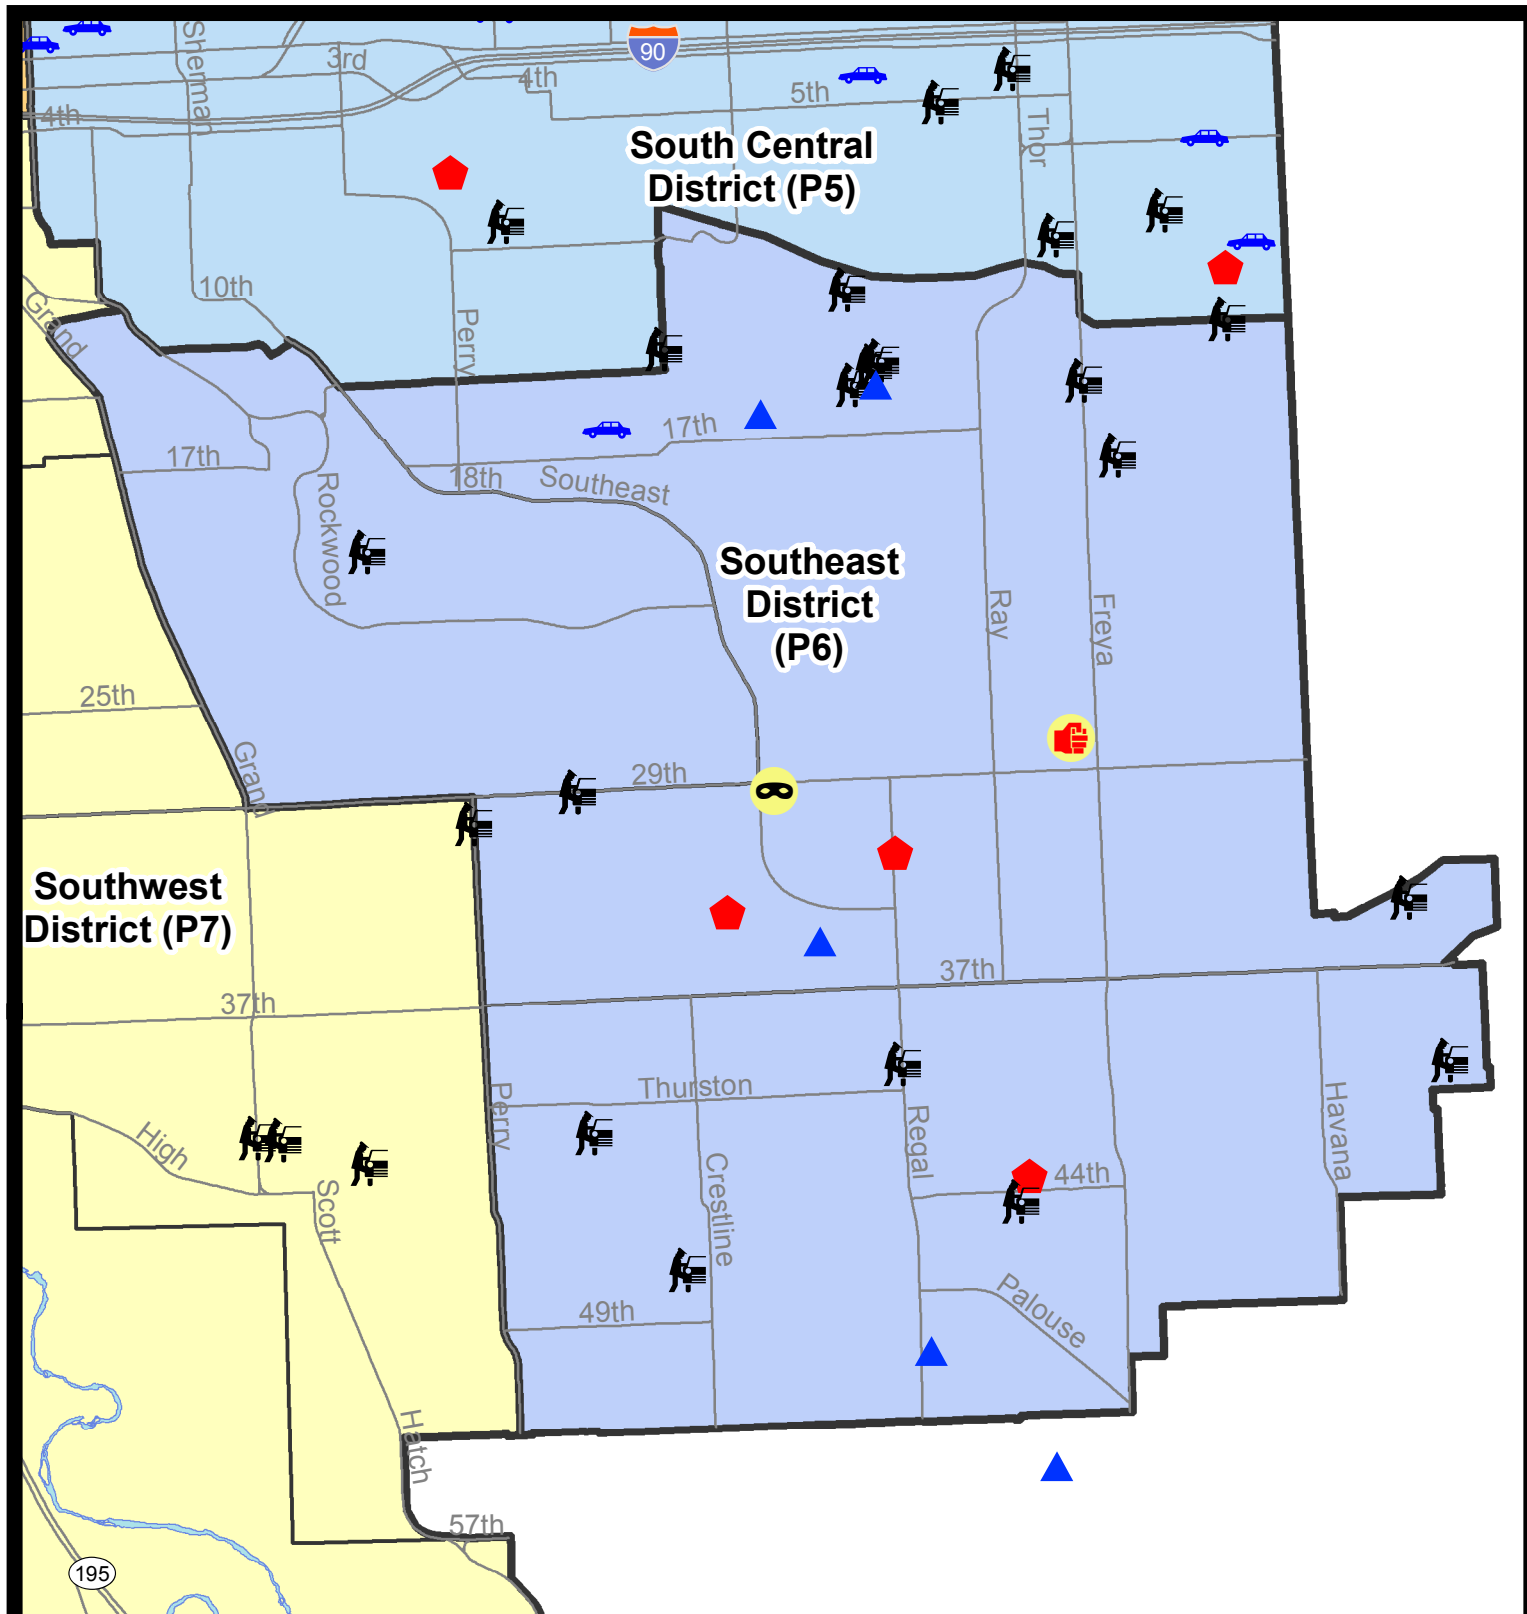 Sherman
3rd
90
4th
5th
4th
Thor
South Central
District (P5)
10th
Grand
Perry
17th
17th
18th
Southeast
Rockwood
Southeast
District
(P6)
Ray
Freya
25th
Grand
29th
Southwest
District (P7)
37th
37th
Thurston
Perry
High
Regal
Havana
Crestline
44th
Scott
49th
Palouse
Hatch
57th
195